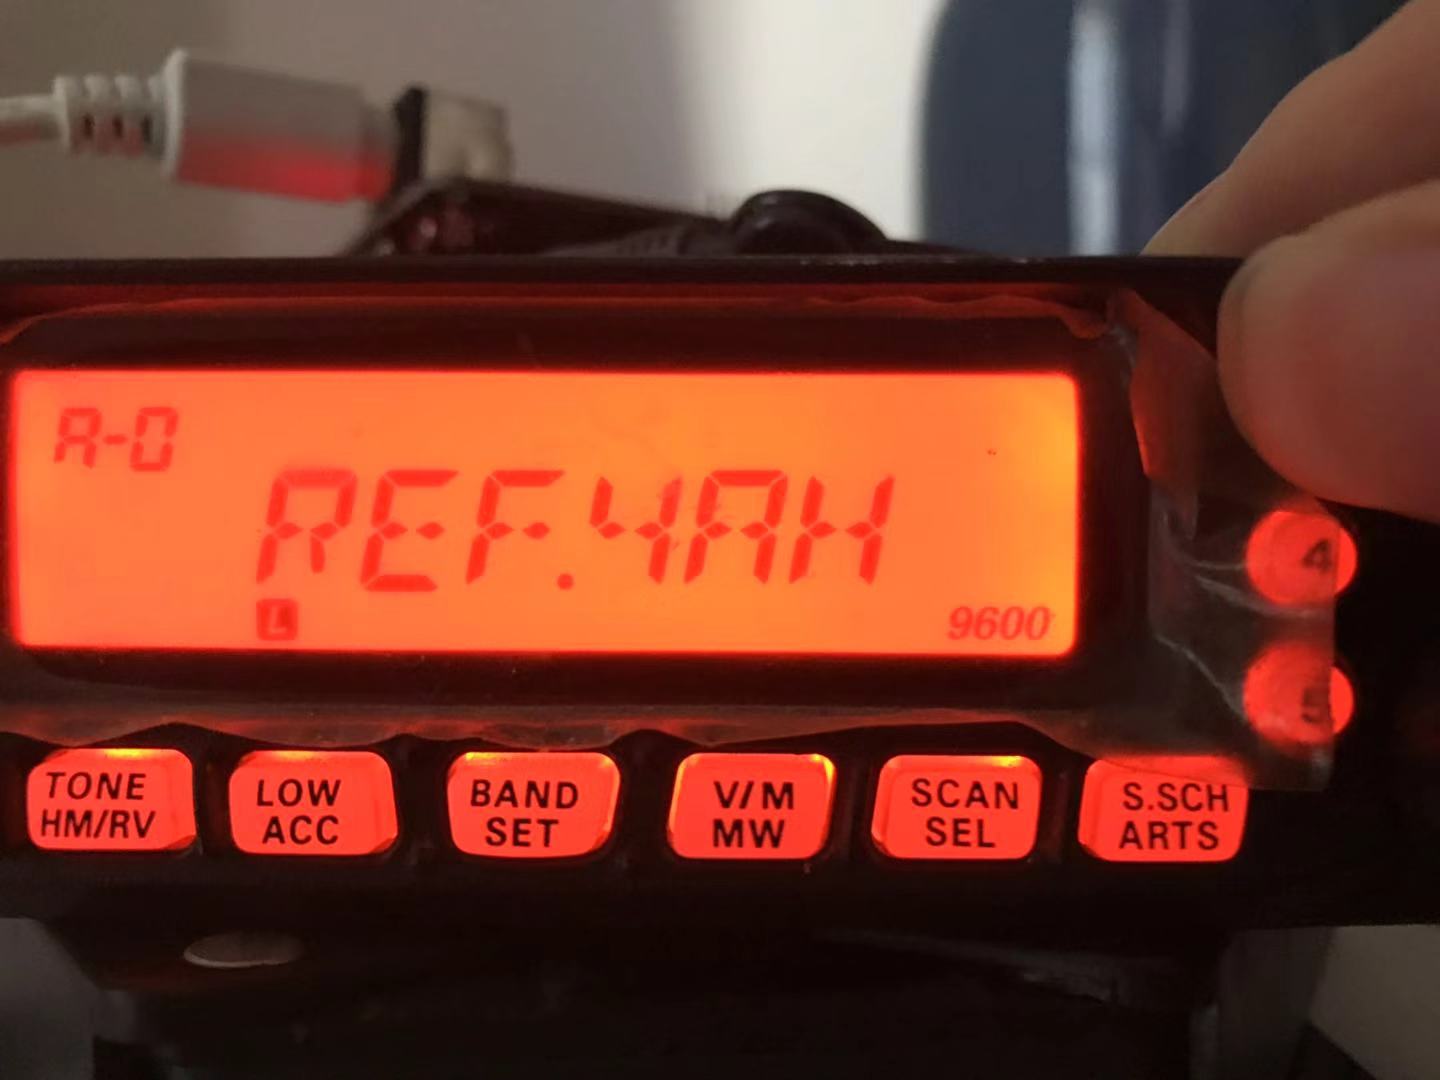 A-0
REF.4AH
L
9600
4
5
TONE
HM/RV
LOW
ACC
BAND
SET
V/M
MW
SCAN
SEL
S.SCH
ARTS